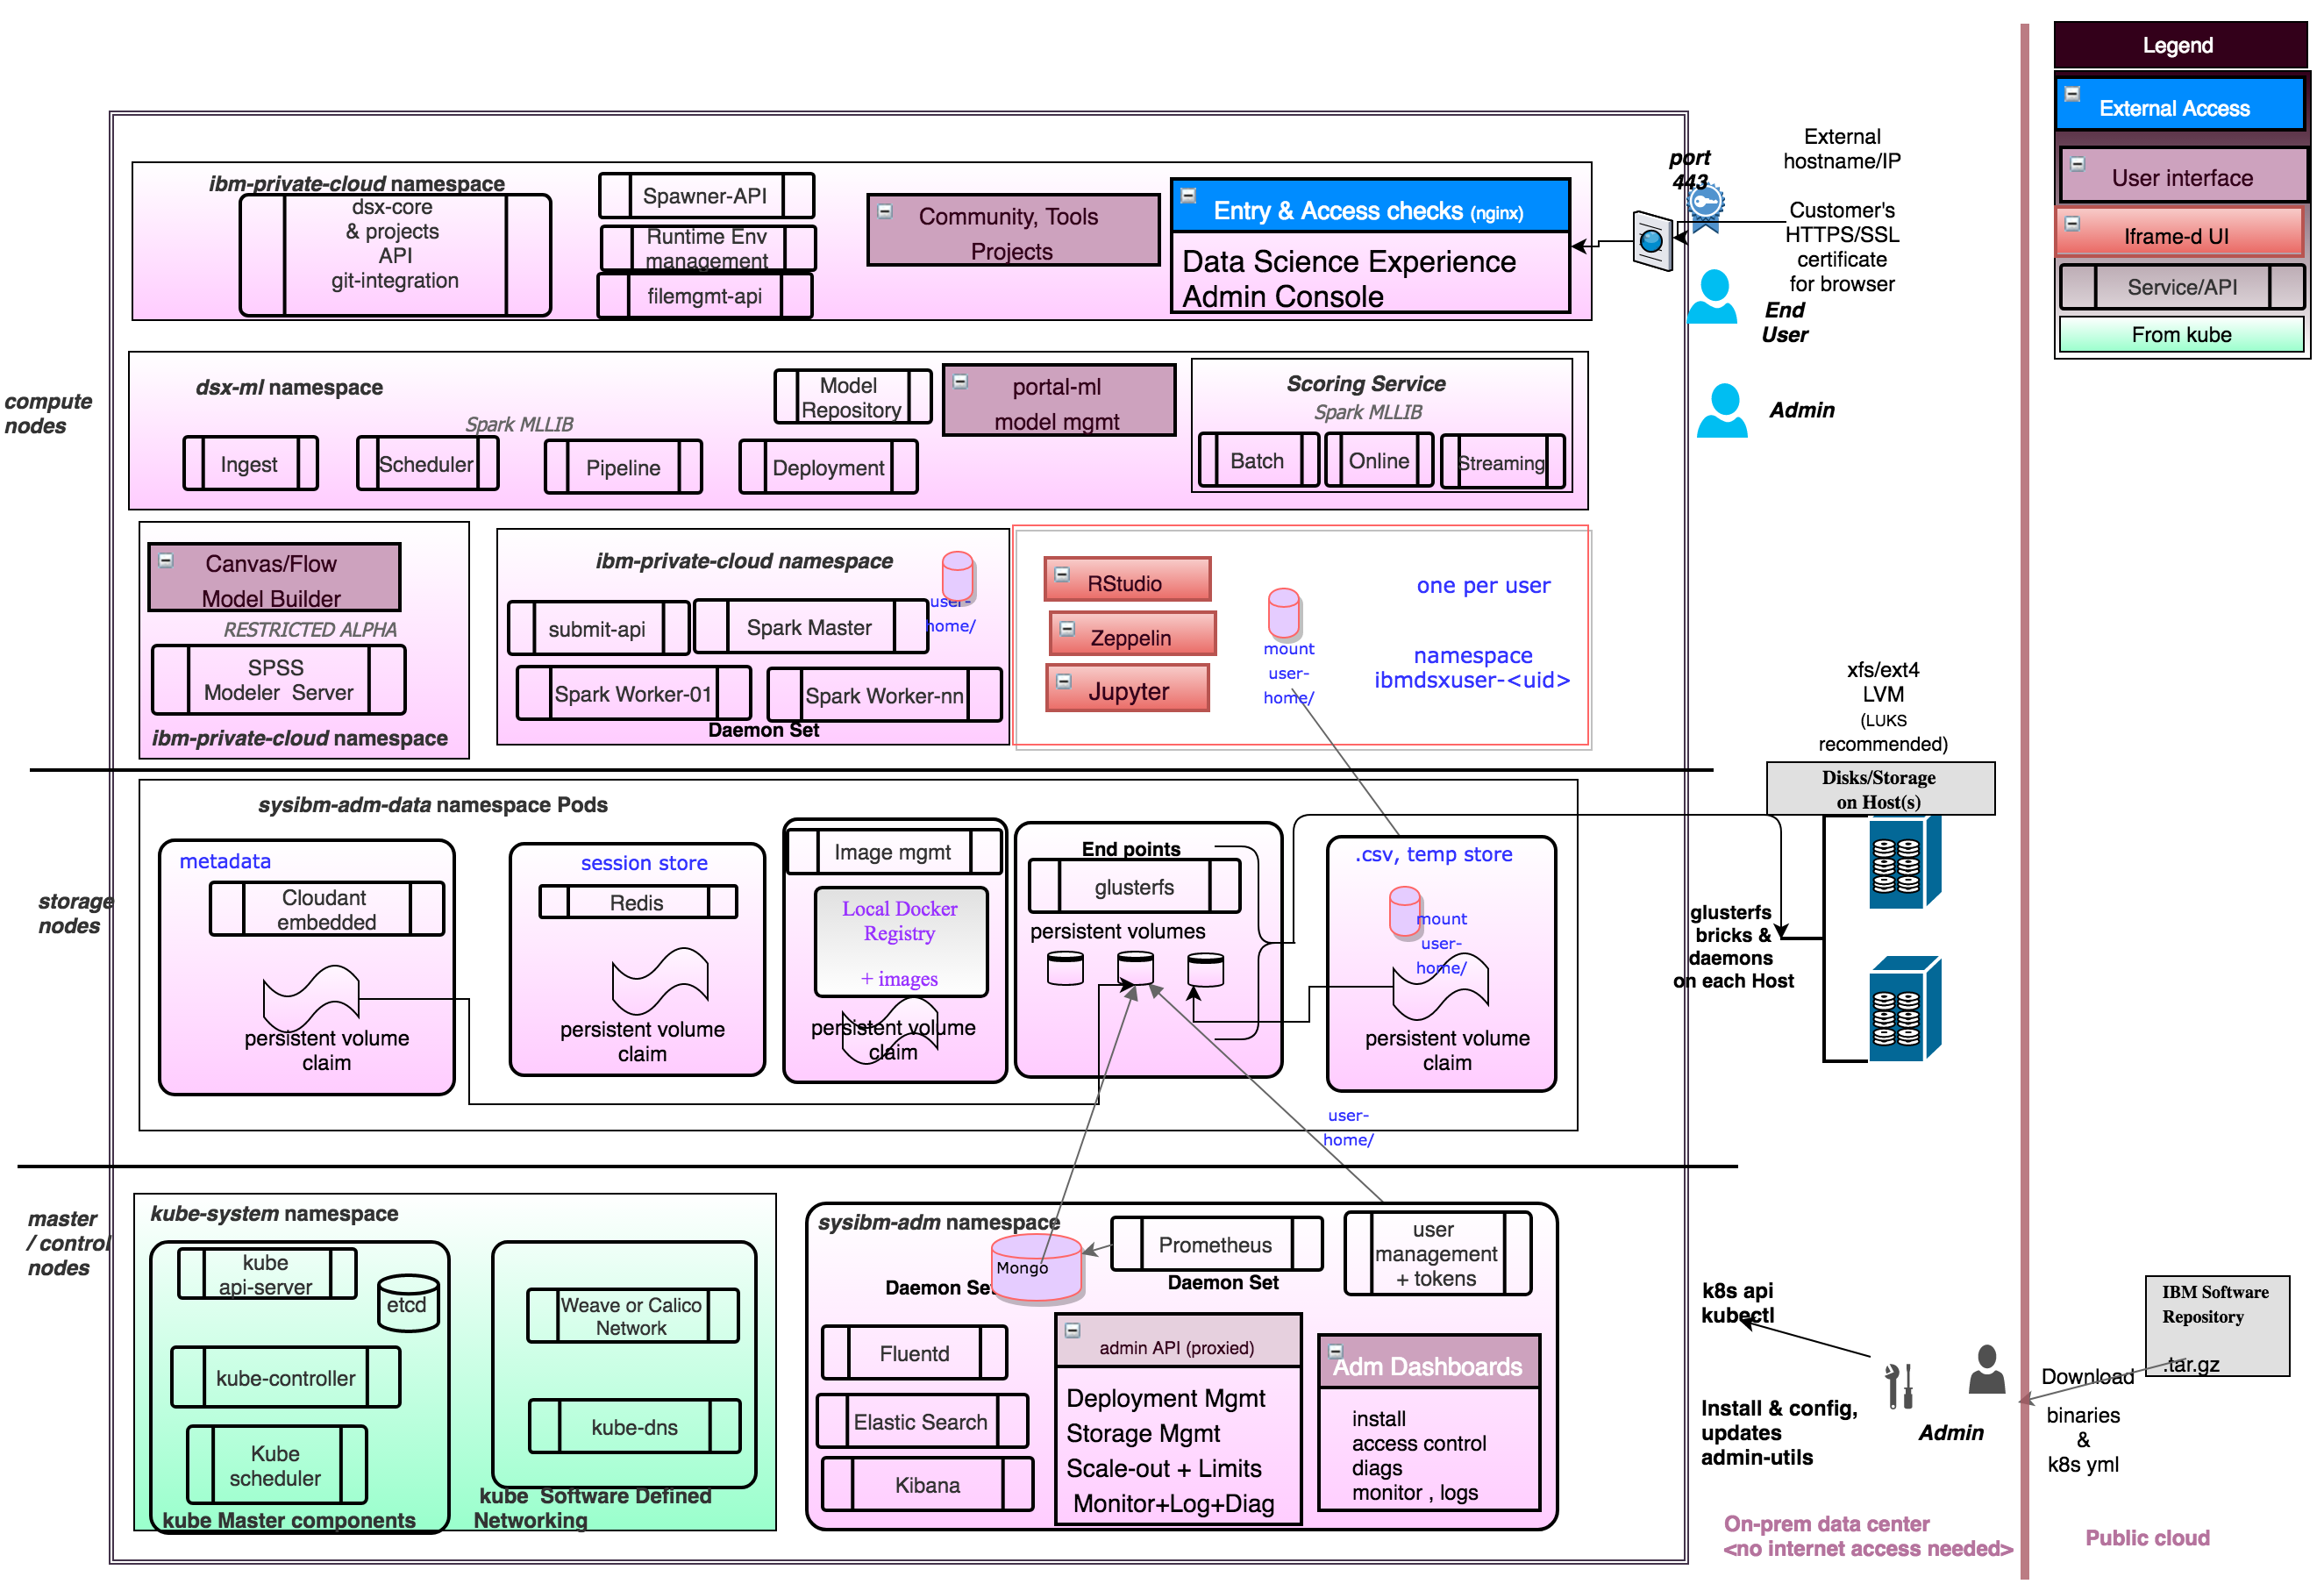 Legend
External Access
User interface
Iframe-d UI
Service/API
From kube
External
hostname/IP
port
443
Customer's
HTTPS/SSL
certificate
for browser
End
User
Admin
compute
nodes
ibm-private-cloud namespace
dsx-core
& projects
API
git-integration
Spawner-API
Runtime Env
management
filemgmt-api
Community, Tools
Projects
Entry & Access checks (nginx)
Data Science Experience
Admin Console
dsx-ml namespace
Spark MLLIB
Ingest
Scheduler
Pipeline
Deployment
Model
Repository
portal-ml
model mgmt
Scoring Service
Spark MLLIB
Batch
Online
Streaming
Canvas/Flow
Model Builder
RESTRICTED ALPHA
SPSS
Modeler Server
ibm-private-cloud namespace
ibm-private-cloud namespace
user-
home/
submit-api
Spark Master
Spark Worker-01
Spark Worker-nn
Daemon Set
RStudio
Zeppelin
Jupyter
mount
user-
home/
one per user
namespace
ibmdsxuser-<uid>
xfs/ext4
LVM
(LUKS
recommended)
Disks/Storage
on Host(s)
storage
nodes
sysibm-adm-data namespace Pods
metadata
Cloudant
embedded
persistent volume
claim
session store
Redis
persistent volume
claim
Image mgmt
Local Docker
Registry
+ images
persistent volume
claim
End points
glusterfs
persistent volumes
.csv, temp store
mount
user-
home/
persistent volume
claim
glusterfs
bricks &
daemons
on each Host
user-
home/
master
/ control
nodes
kube-system namespace
kube
api-server
etcd
kube-controller
Kube
scheduler
kube Master components
Weave or Calico
Network
kube-dns
kube Software Defined
Networking
sysibm-adm namespace
Mongo
Daemon Set
Prometheus
Daemon Set
user
management
+ tokens
Fluentd
Elastic Search
Kibana
admin API (proxied)
Deployment Mgmt
Storage Mgmt
Scale-out + Limits
Monitor+Log+Diag
Adm Dashboards
install
access control
diags
monitor , logs
k8s api
kubectl
Install & config,
updates
admin-utils
Admin
IBM Software
Repository
.tar.gz
Download
binaries
&
k8s yml
On-prem data center
<no internet access needed>
Public cloud